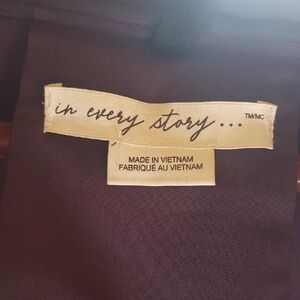 in every story ...
TM/MC
MADE IN VIETNAM
FABRIQUÉ AU VIETNAM